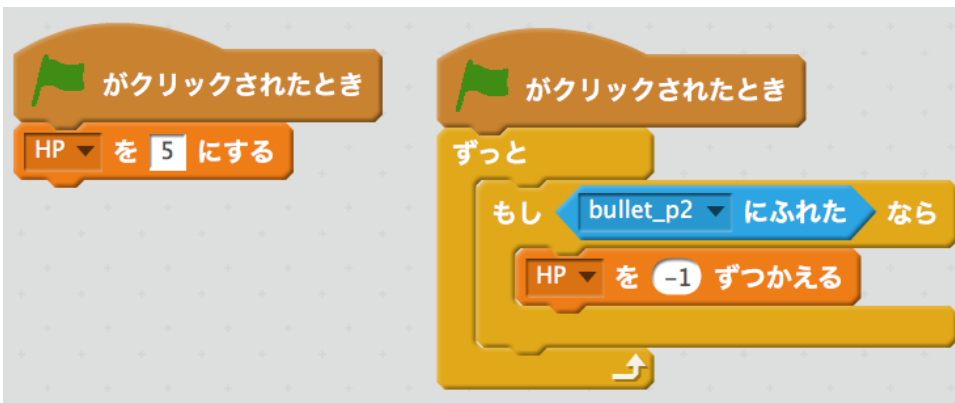 がクリックされたとき
HP を 5 にする
がクリックされたとき
ずっと
もし bullet_p2 にふれた なら
HP を -1 ずつかえる